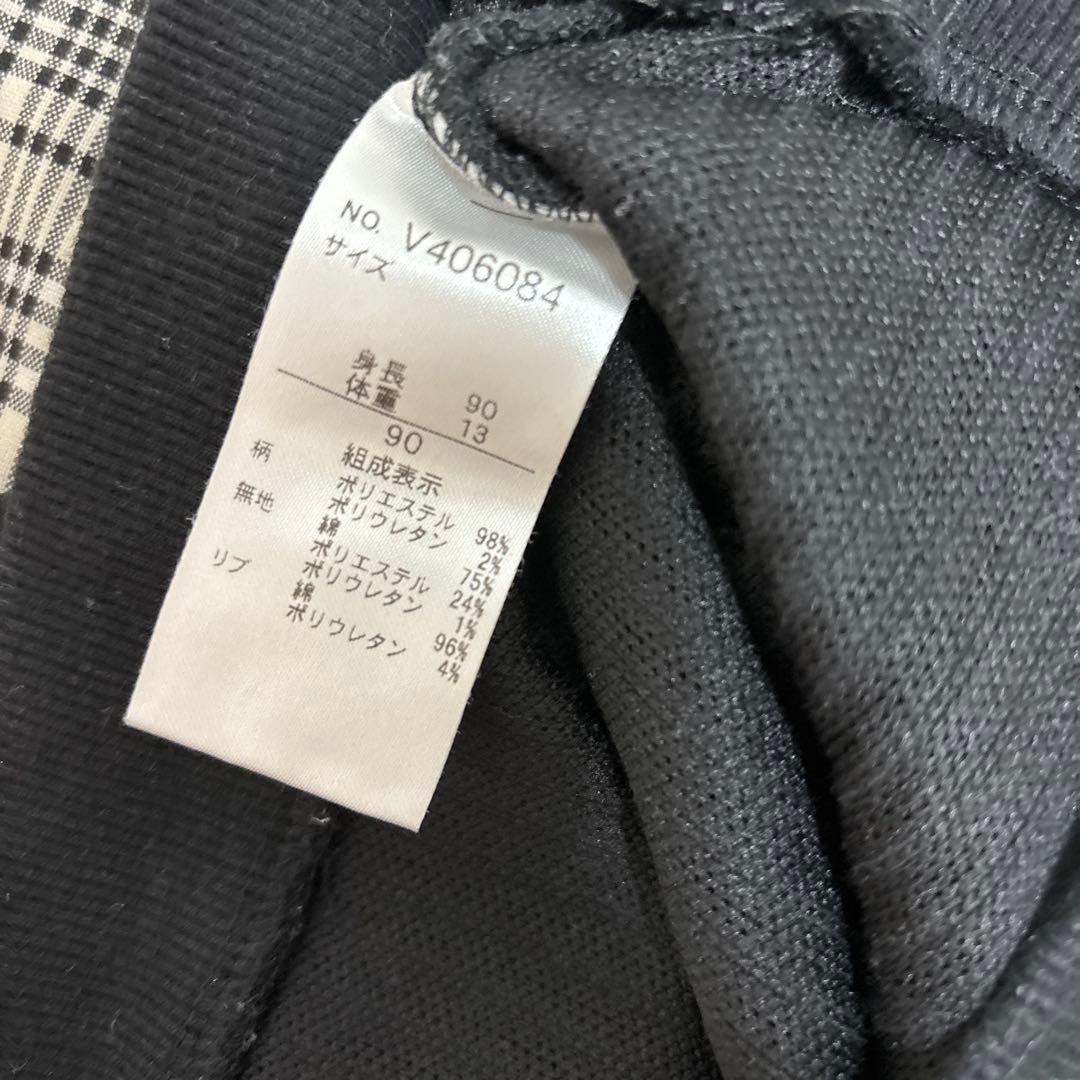 NO. V406084
サイズ
身長 90
体重 13
90
組成表示
柄 ポリエステル 98%
ポリウレタン 2%
無地 綿 75%
ポリエステル 24%
ポリウレタン 1%
リブ 綿 96%
ポリウレタン 4%